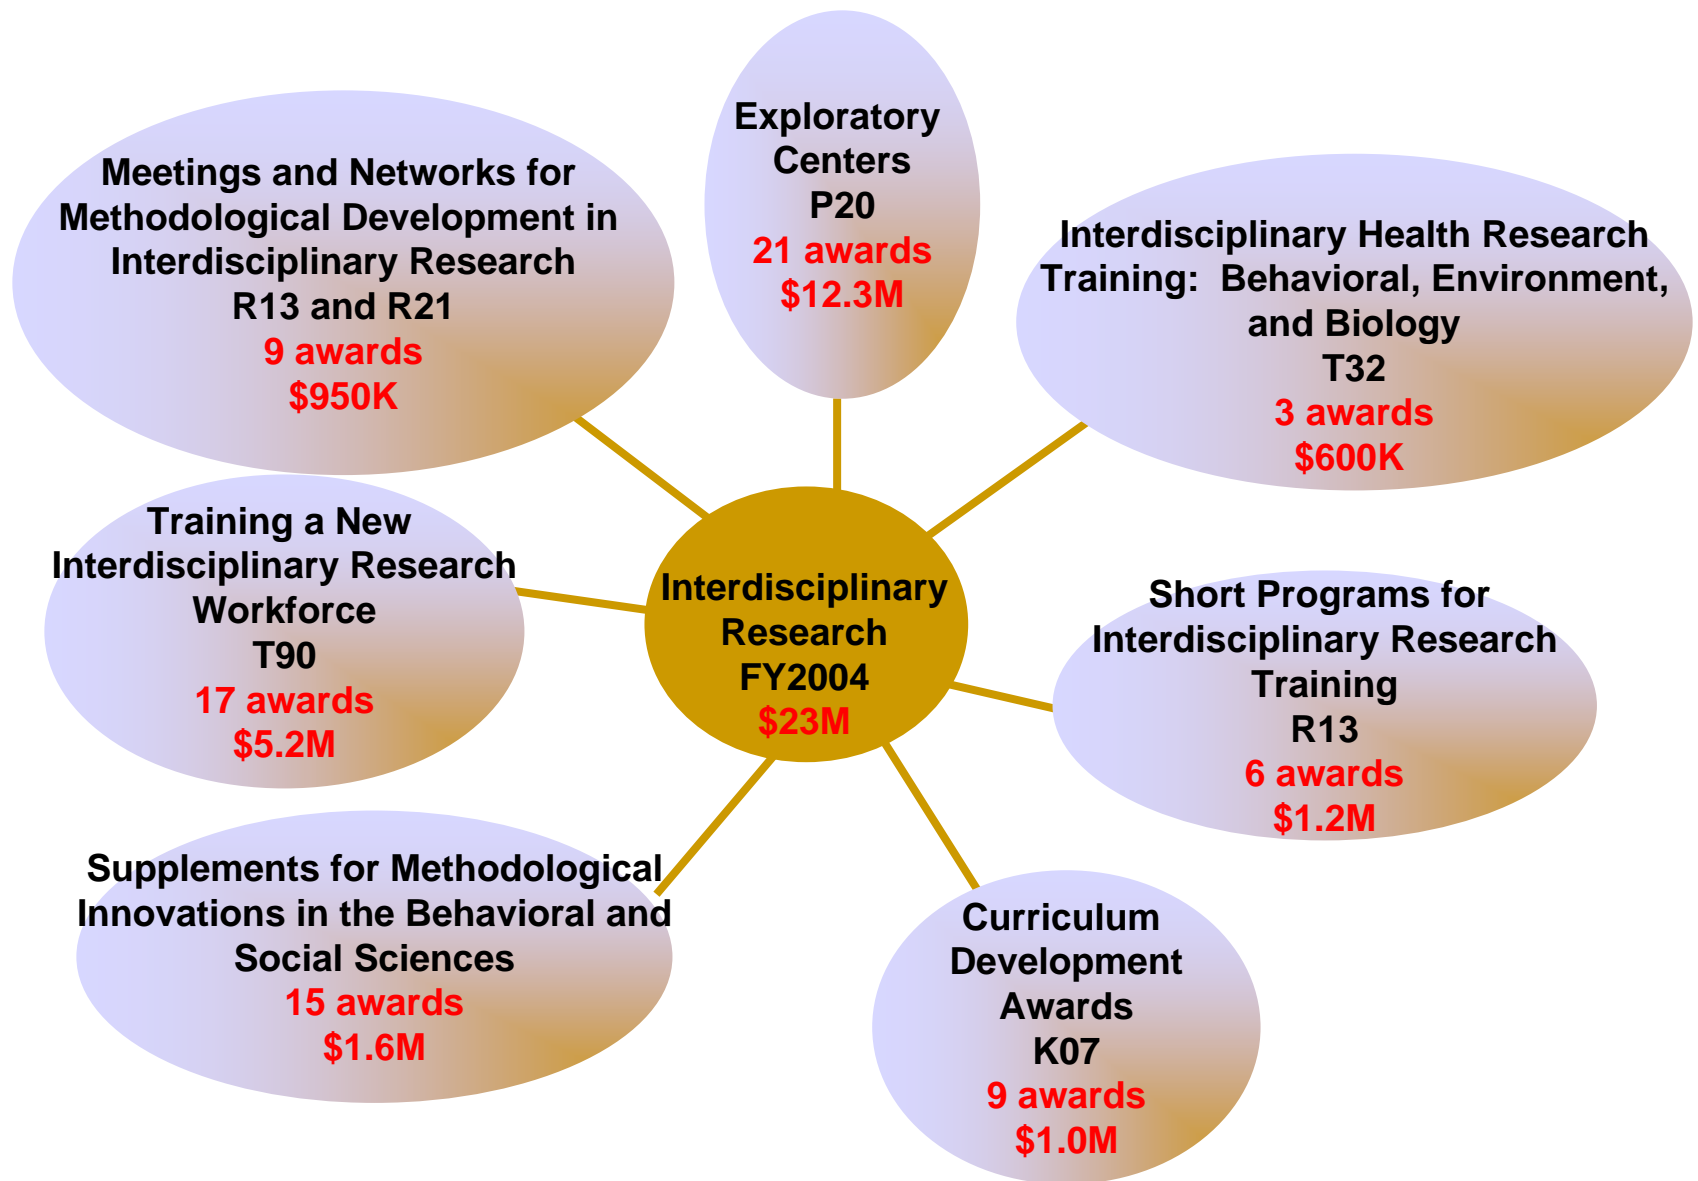 Exploratory
Centers
P20
21 awards
$12.3M
Meetings and Networks for
Methodological Development in
Interdisciplinary Research
R13 and R21
9 awards
$950K
Interdisciplinary Health Research
Training:  Behavioral, Environment,
and Biology
T32
3 awards
$600K
Training a New
Interdisciplinary Research
Workforce
T90
17 awards
$5.2M
Interdisciplinary
Research
FY2004
$23M
Short Programs for
Interdisciplinary Research
Training
R13
6 awards
$1.2M
Supplements for Methodological
Innovations in the Behavioral and
Social Sciences
15 awards
$1.6M
Curriculum
Development
Awards
K07
9 awards
$1.0M